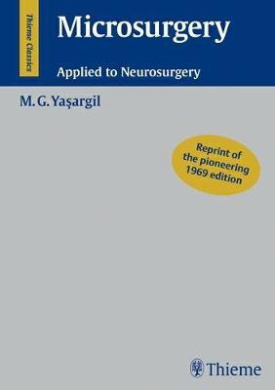 Thieme Classics
Microsurgery
Applied to Neurosurgery
M. G. Yaşargil
Reprint of
the pioneering
1969 edition
Thieme